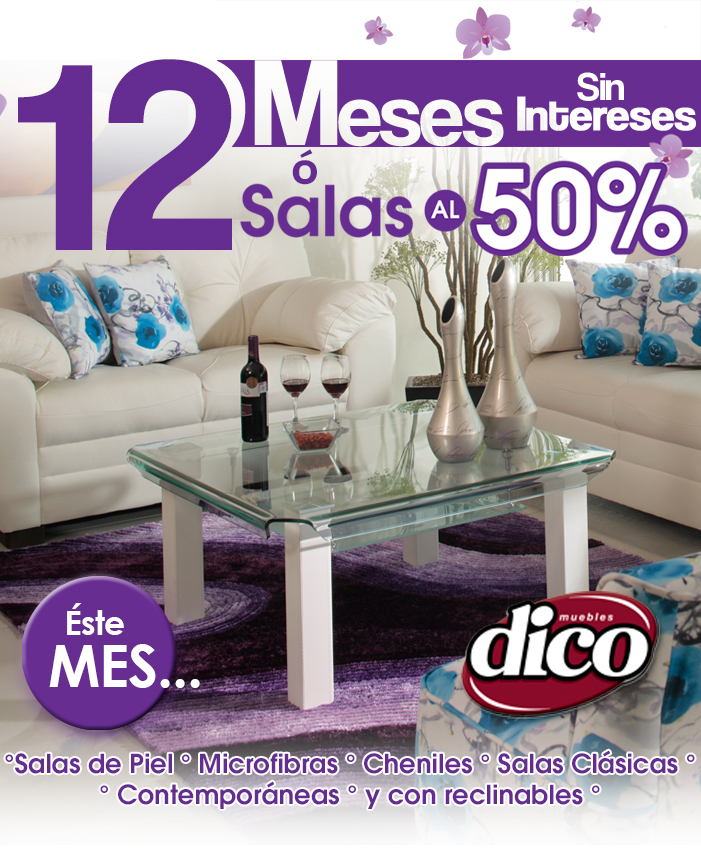 12 Meses Sin Intereses
ó
Salas AL 50%
Éste
MES...
muebles
dico
°Salas de Piel ° Microfibras ° Cheniles ° Salas Clásicas °
° Contemporáneas ° y con reclinables °